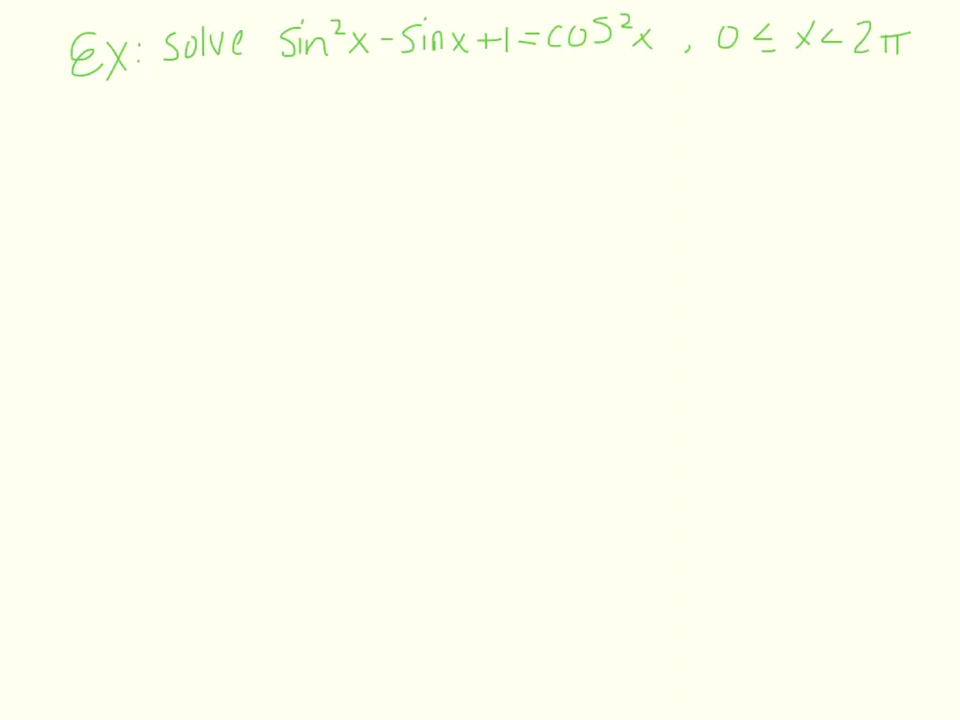 Ex: solve sin²x - sinx + 1 = cos²x , 0 ≤ x < 2π